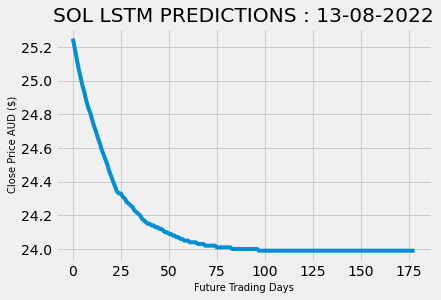 SOL LSTM PREDICTIONS : 13-08-2022
Close Price AUD ($)
25.2
25.0
24.8
24.6
24.4
24.2
24.0
0 25 50 75 100 125 150 175
Future Trading Days